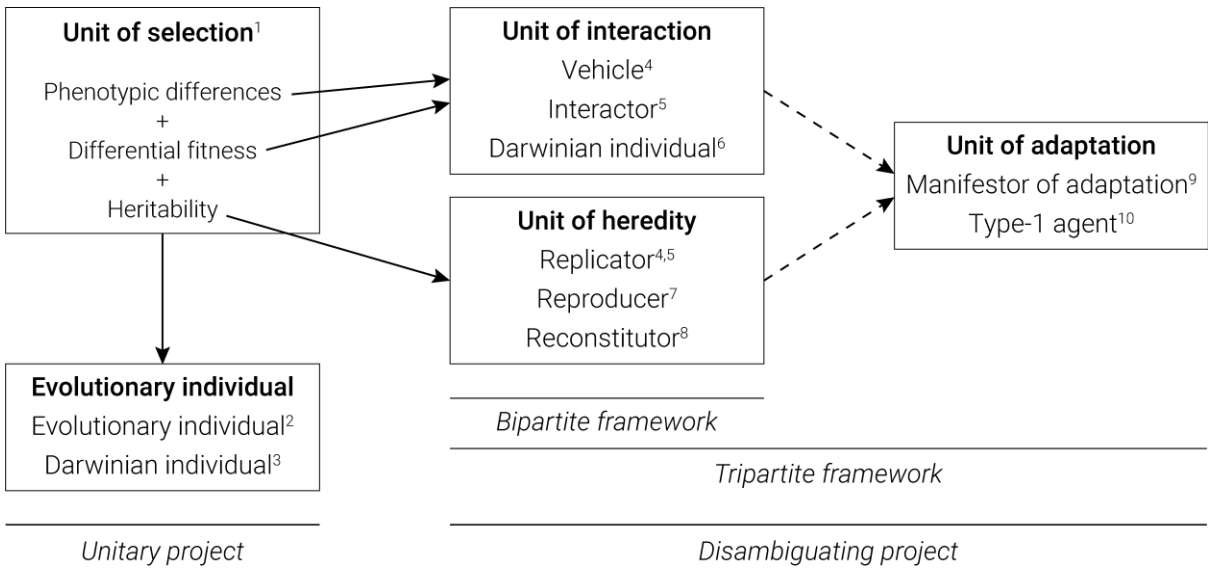 Unit of selection¹
Phenotypic differences
+
Differential fitness
+
Heritability
Evolutionary individual
Evolutionary individual²
Darwinian individual³
Unitary project
Unit of interaction
Vehicle⁴
Interactor⁵
Darwinian individual⁶
Unit of heredity
Replicator⁴,⁵
Reproducer⁷
Reconstitutor⁸
Bipartite framework
Unit of adaptation
Manifestor of adaptation⁹
Type-1 agent¹⁰
Tripartite framework
Disambiguating project